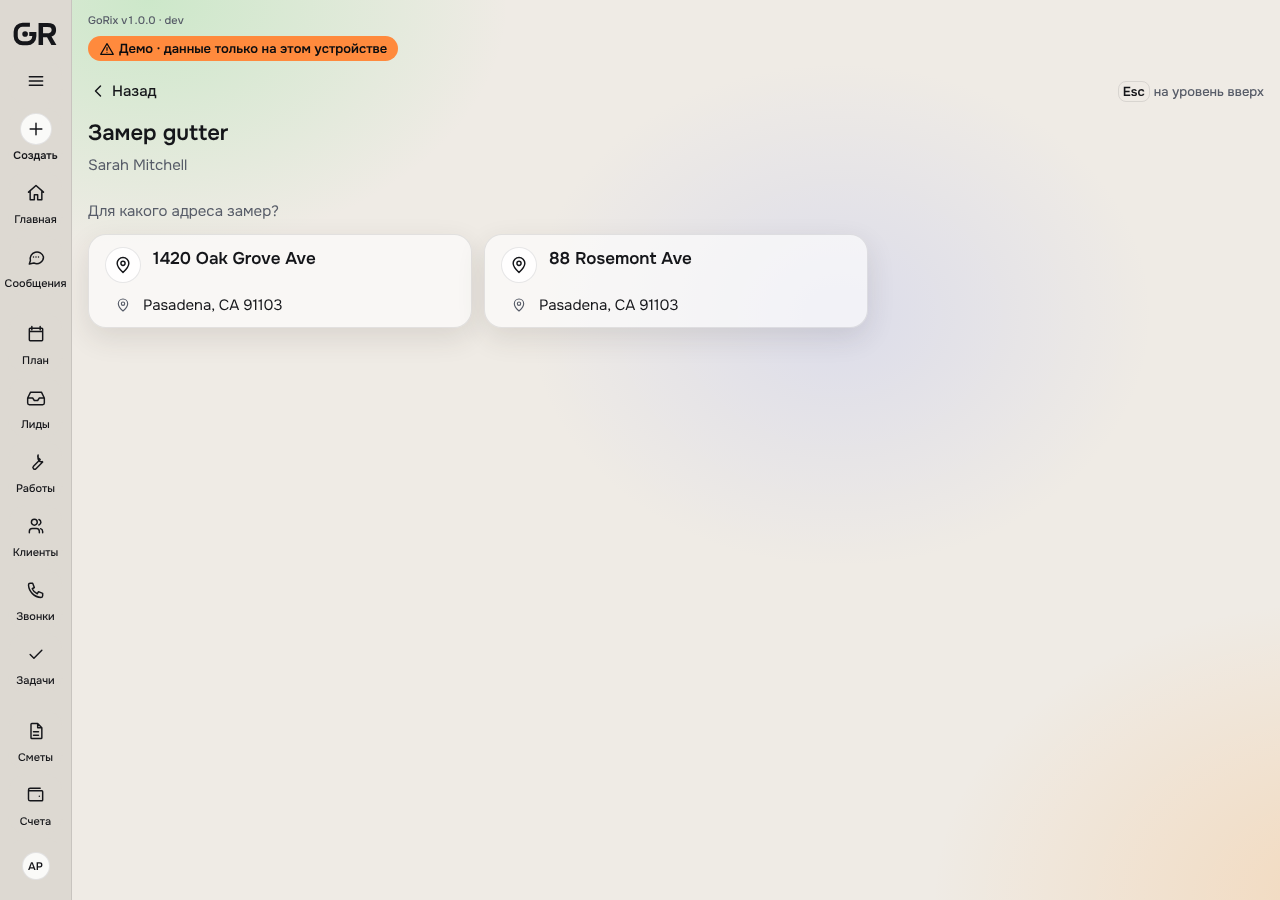 GR
GoRix v1.0.0 · dev
Демо · данные только на этом устройстве
Назад
Esc на уровень вверх
Замер gutter
Sarah Mitchell
Для какого адреса замер?
1420 Oak Grove Ave
Pasadena, CA 91103
88 Rosemont Ave
Pasadena, CA 91103
Создать
Главная
Сообщения
План
Лиды
Работы
Клиенты
Звонки
Задачи
Сметы
Счета
AP